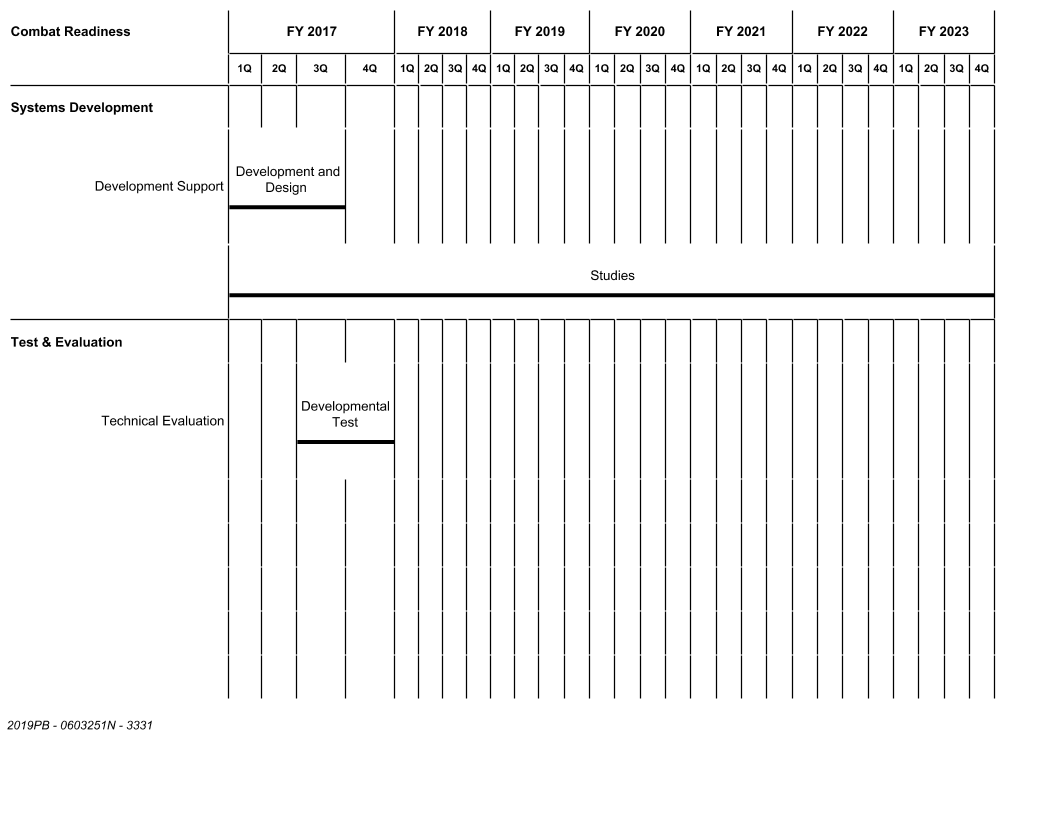 Combat Readiness FY 2017 FY 2018 FY 2019 FY 2020 FY 2021 FY 2022 FY 2023
1Q 2Q 3Q 4Q 1Q 2Q 3Q 4Q 1Q 2Q 3Q 4Q 1Q 2Q 3Q 4Q 1Q 2Q 3Q 4Q 1Q 2Q 3Q 4Q 1Q 2Q 3Q 4Q
Systems Development
Development Support
Development and
Design
Studies
Test & Evaluation
Technical Evaluation
Developmental
Test
2019PB - 0603251N - 3331